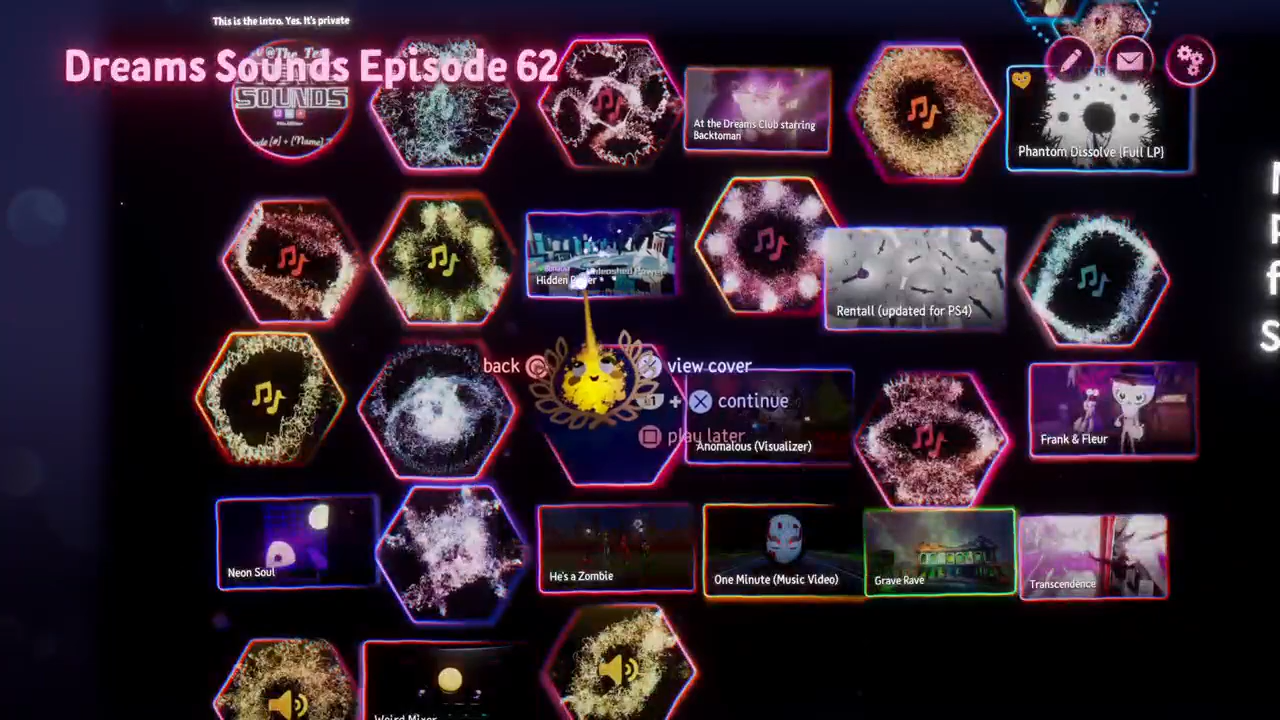 This is the Intro. Yes. It's private
Dreams Sounds Episode 62
SOUNDS
At the Dreams Club starring
Backtoman
Phantom Dissolve (Full LP)
Hidden
Rentall (updated for PS4)
back
view cover
+ continue
play later
Anomalous (Visualizer)
Frank & Fleur
Neon Soul
He's a Zombie
One Minute (Music Video)
Grave Rave
Transcendence
Weird Mixer